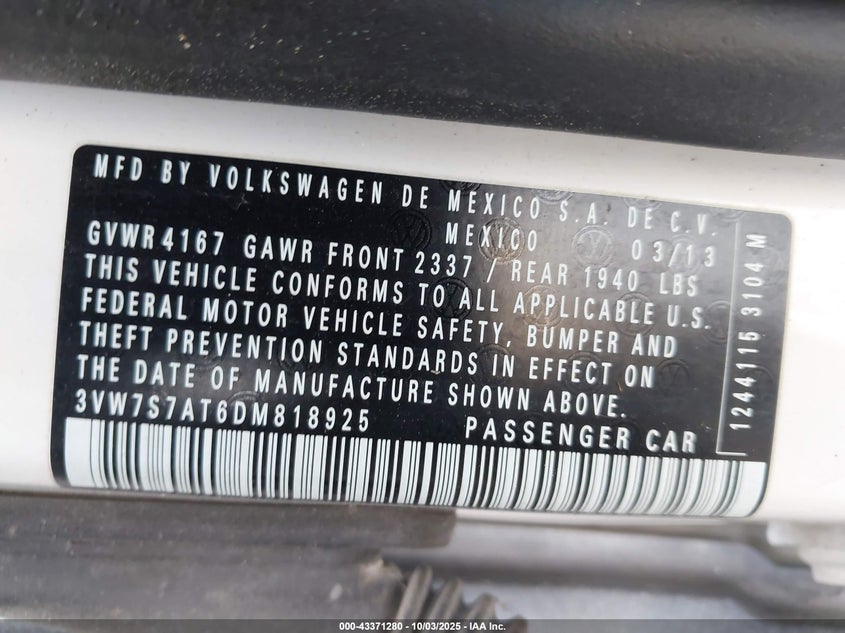 MFD BY VOLKSWAGEN DE MEXICO S.A. DE C.V.
MEXICO 03/13
GVWR 4167 GAWR FRONT 2337 / REAR 1940 LBS
THIS VEHICLE CONFORMS TO ALL APPLICABLE U.S.
FEDERAL MOTOR VEHICLE SAFETY, BUMPER AND
THEFT PREVENTION STANDARDS IN EFFECT ON
THE DATE OF MANUFACTURE SHOWN ABOVE.
3VW7S7AT6DM818925 PASSENGER CAR
1244115 3104 M
000-43371280 - 10/03/2025 - IAA Inc.